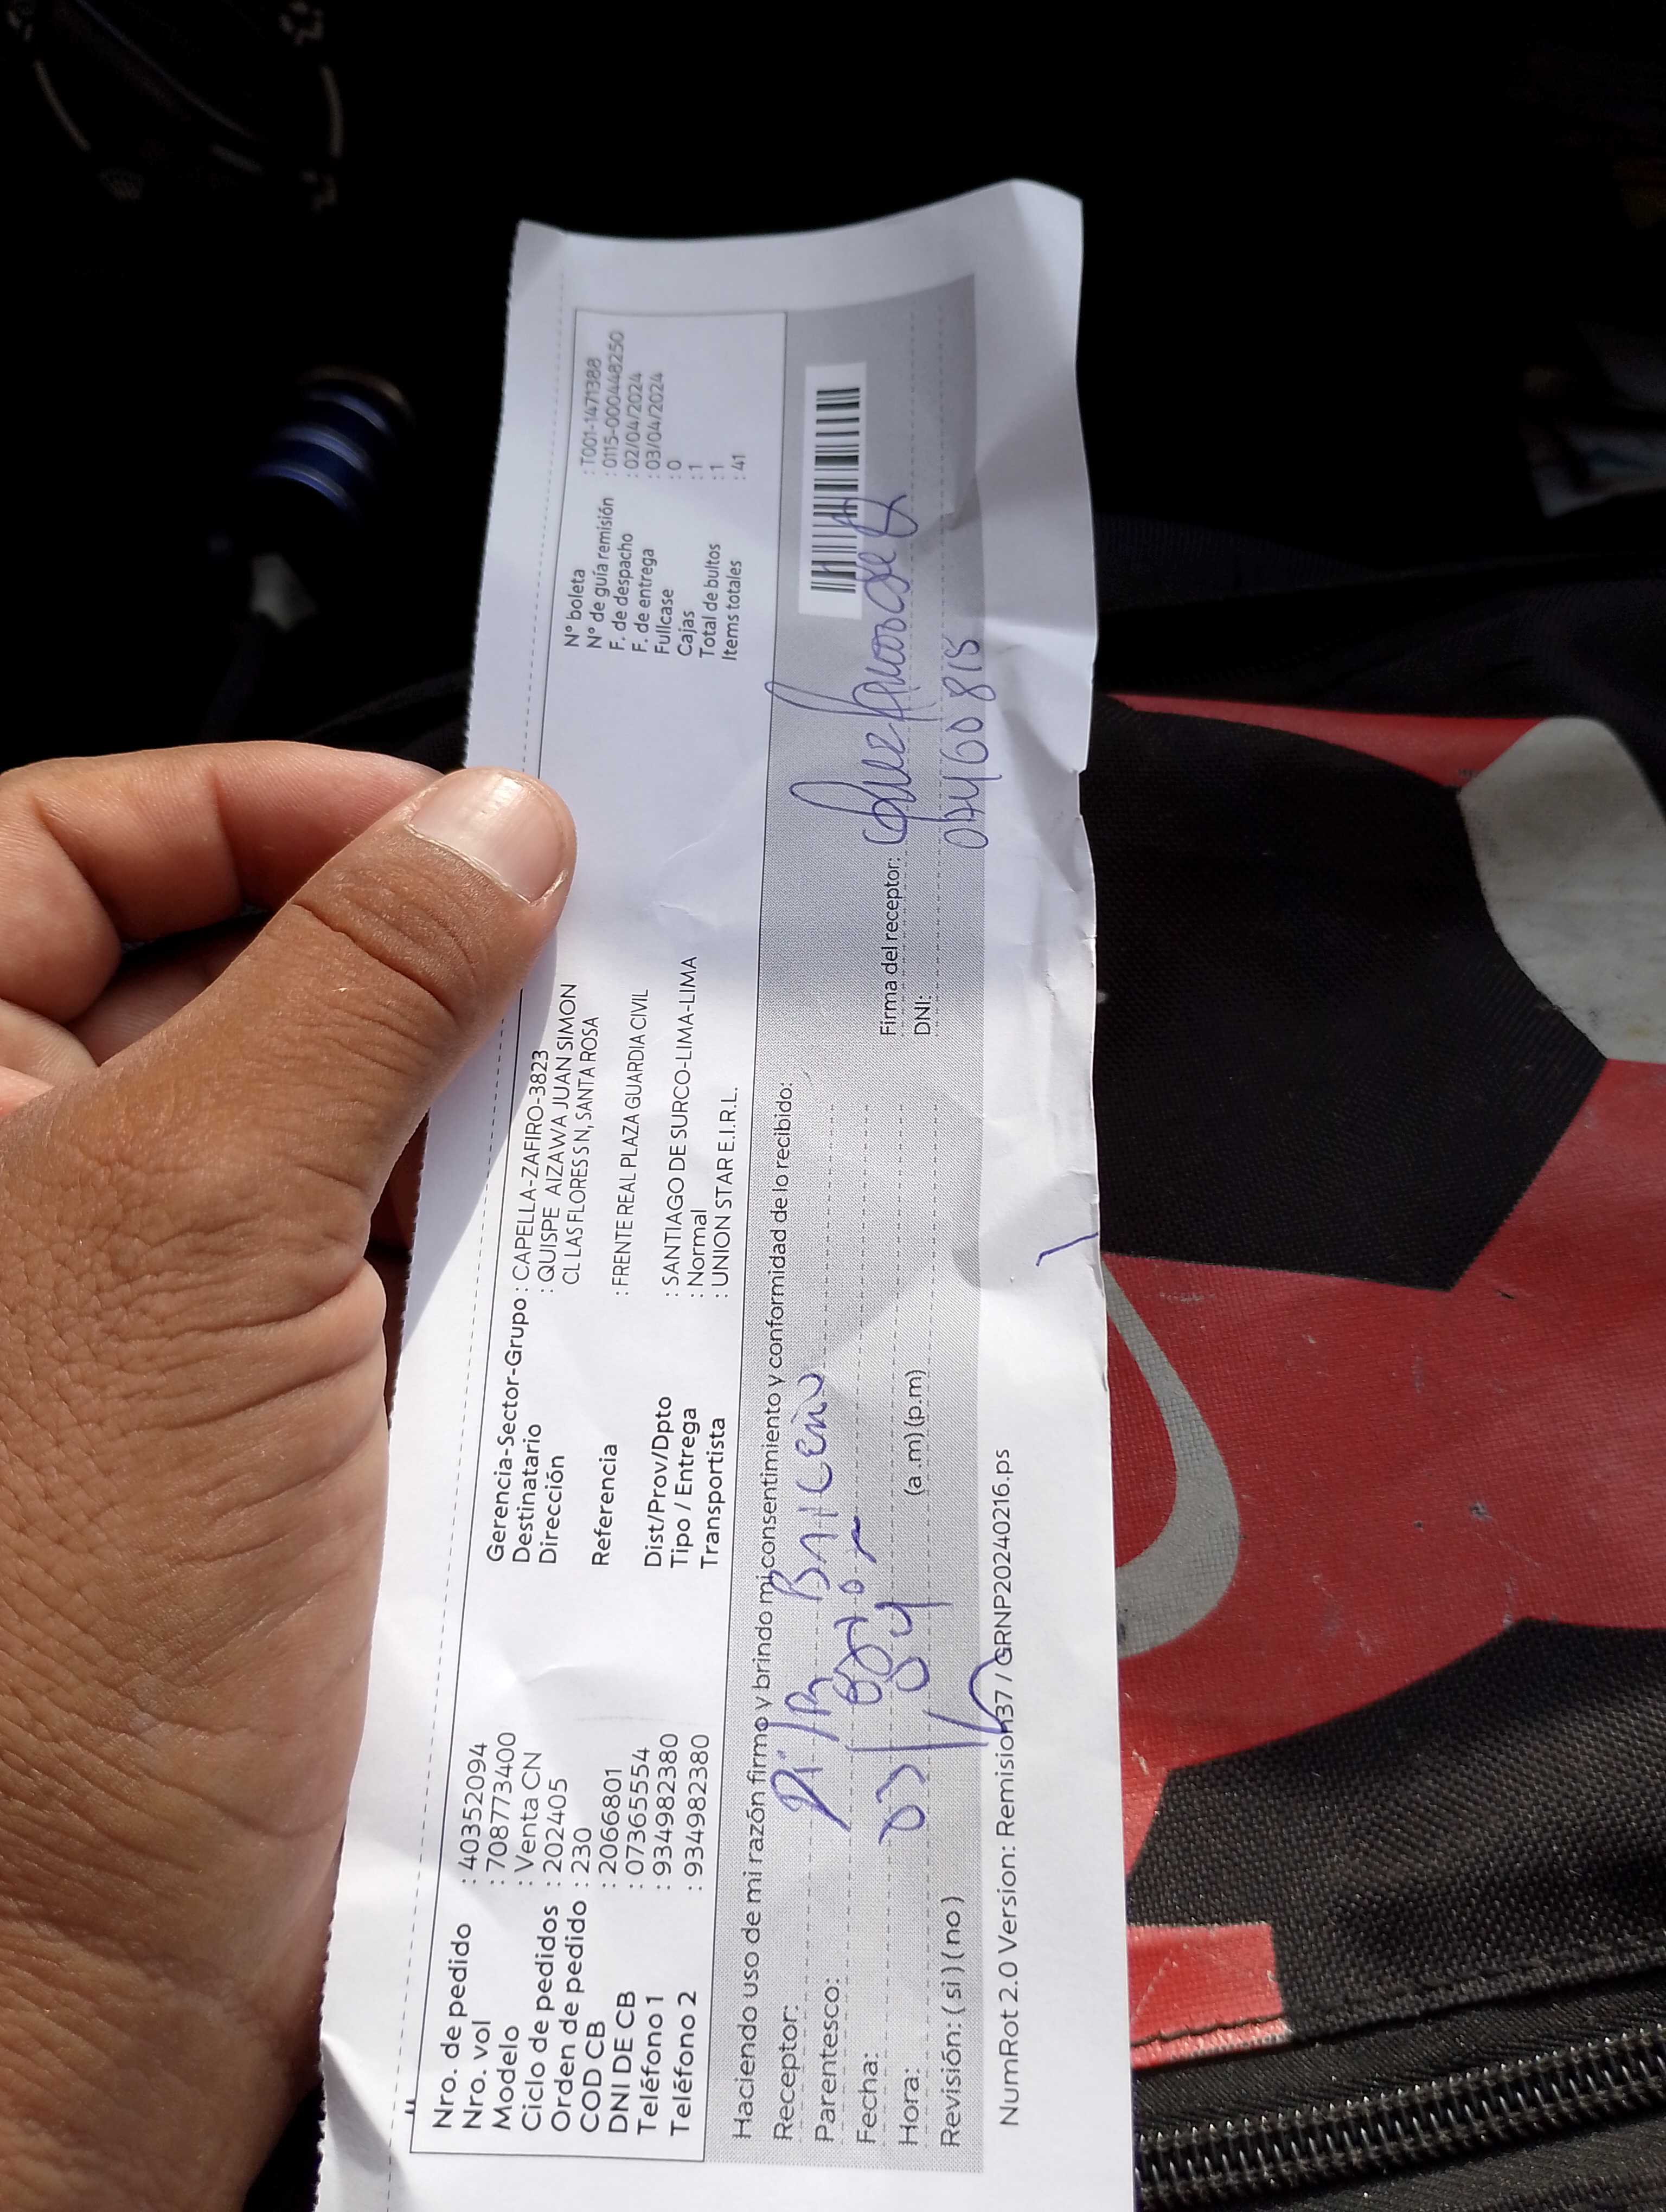 Nro. de pedido : 40352094
Nro. vol : 7087773400
Modelo : Venta CN
Ciclo de pedidos : 202405
Orden de pedido : 230
COD CB : 2066801
DNI DE CB : 07365554
Teléfono 1 : 934982380
Teléfono 2 : 934982380
Gerencia-Sector-Grupo : CAPELLA-ZAFIRO-3823
Destinatario : QUISPE AIZAWA JUAN SIMON
Dirección CL LAS FLORES S N, SANTA ROSA
Referencia : FRENTE REAL PLAZA GUARDIA CIVIL
Dist/Prov/Dpto : SANTIAGO DE SURCO-LIMA-LIMA
Tipo / Entrega : Normal
Transportista : UNION STAR E.I.R.L.
N° boleta : T001-1471388
N° de guía remisión : 0115-000448250
F. de despacho : 02/04/2024
F. de entrega : 03/04/2024
Fullcase : 0
Cajas : 1
Total de bultos : 1
Items totales : 41
Haciendo uso de mi razón firmo y brindo mi consentimiento y conformidad de lo recibido:
Receptor:
Parentesco:
Fecha: 03/04
Hora: (a .m) (p.m)
Revisión: ( si ) ( no )
Firma del receptor:
DNI:
NumRot 2.0 Version: Remision37 / GRNP20240216.ps